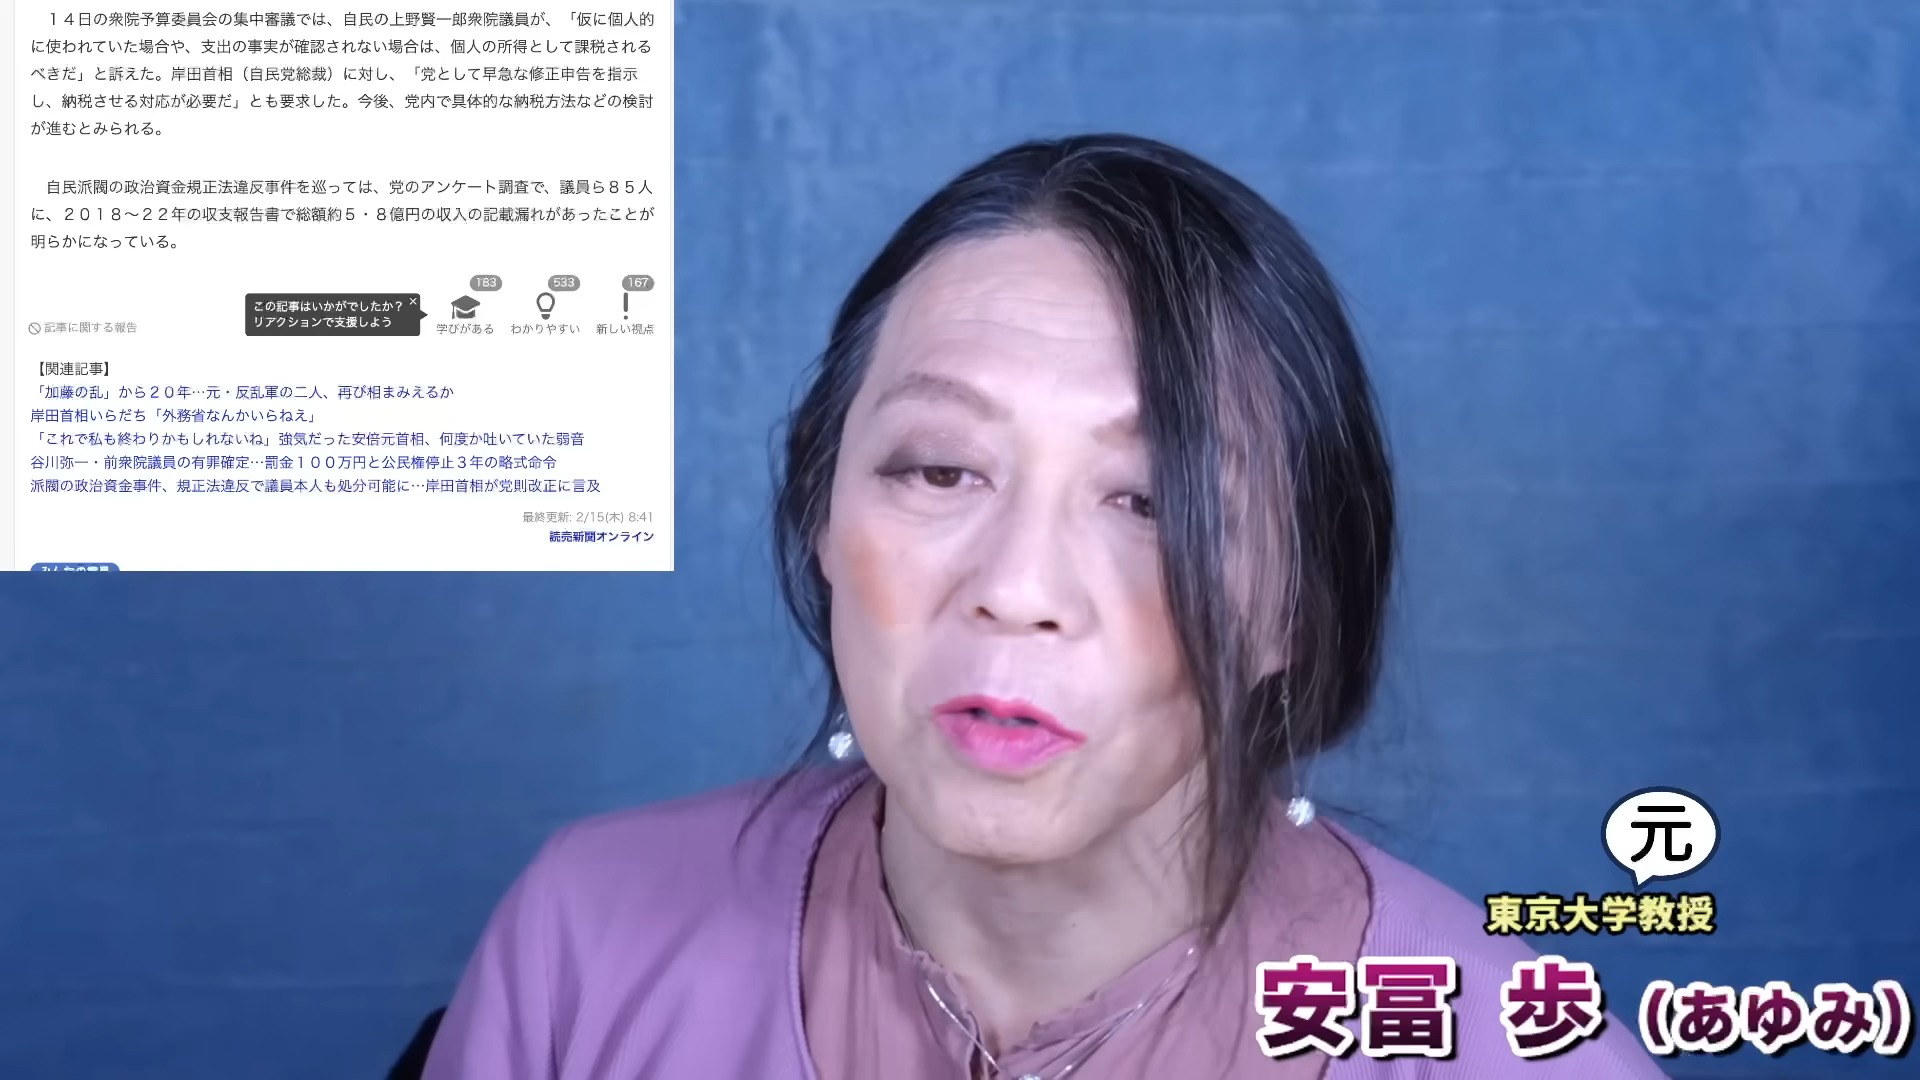 １４日の衆院予算委員会の集中審議では、自民の上野賢一郎衆院議員が、「仮に個人的
に使われていた場合や、支出の事実が確認されない場合は、個人の所得として課税される
べきだ」と訴えた。岸田首相（自民党総裁）に対し、「党として早急な修正申告を指示
し、納税させる対応が必要だ」とも要求した。今後、党内で具体的な納税方法などの検討
が進むとみられる。
自民派閥の政治資金規正法違反事件を巡っては、党のアンケート調査で、議員ら８５人
に、２０１８～２２年の収支報告書で総額約５・８億円の収入の記載漏れがあったことが
明らかになっている。
183 533 167
この記事はいかがでしたか？ ×
リアクションで支援しよう
学びがある わかりやすい 新しい視点
記事に関する報告
【関連記事】
「加藤の乱」から２０年…元・反乱軍の二人、再び相まみえるか
岸田首相いらだち「外務省なんかいらねえ」
「これで私も終わりかもしれないね」強気だった安倍元首相、何度か吐いていた弱音
谷川弥一・前衆院議員の有罪確定…罰金１００万円と公民権停止３年の略式命令
派閥の政治資金事件、規正法違反で議員本人も処分可能に…岸田首相が党則改正に言及
最終更新: 2/15(木) 8:41
読売新聞オンライン
元
東京大学教授
安冨 歩 (あゆみ)